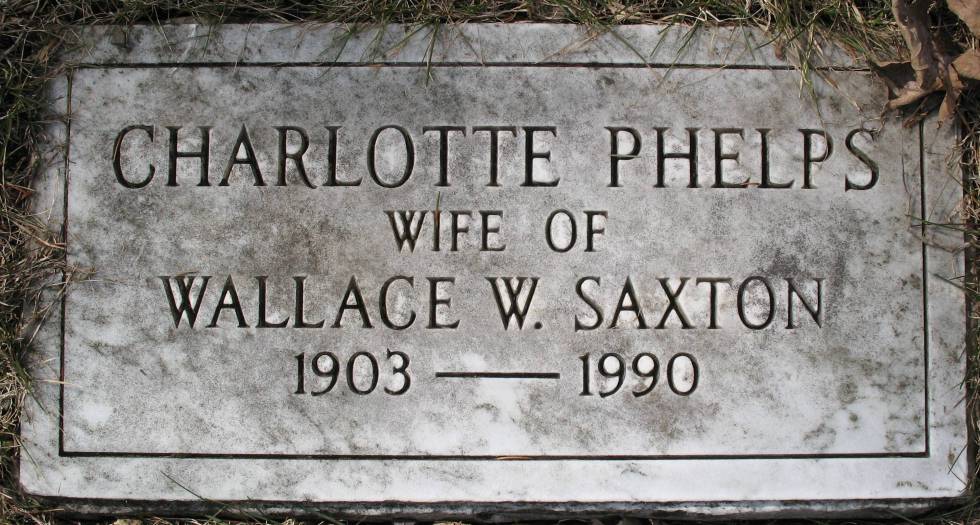 CHARLOTTE PHELPS
WIFE OF
WALLACE W. SAXTON
1903 — 1990